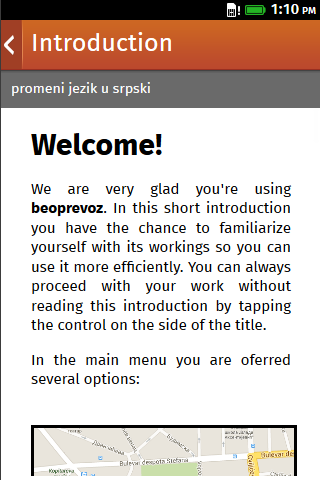 1:10 PM
Introduction
promeni jezik u srpski
Welcome!
We are very glad you're using
beoprevoz. In this short introduction
you have the chance to familiarize
yourself with its workings so you can
use it more efficiently. You can always
proceed with your work without
reading this introduction by tapping
the control on the side of the title.
In the main menu you are oferred
several options:
Bulevar despota Stefana
Bulevar des
Kopitareva